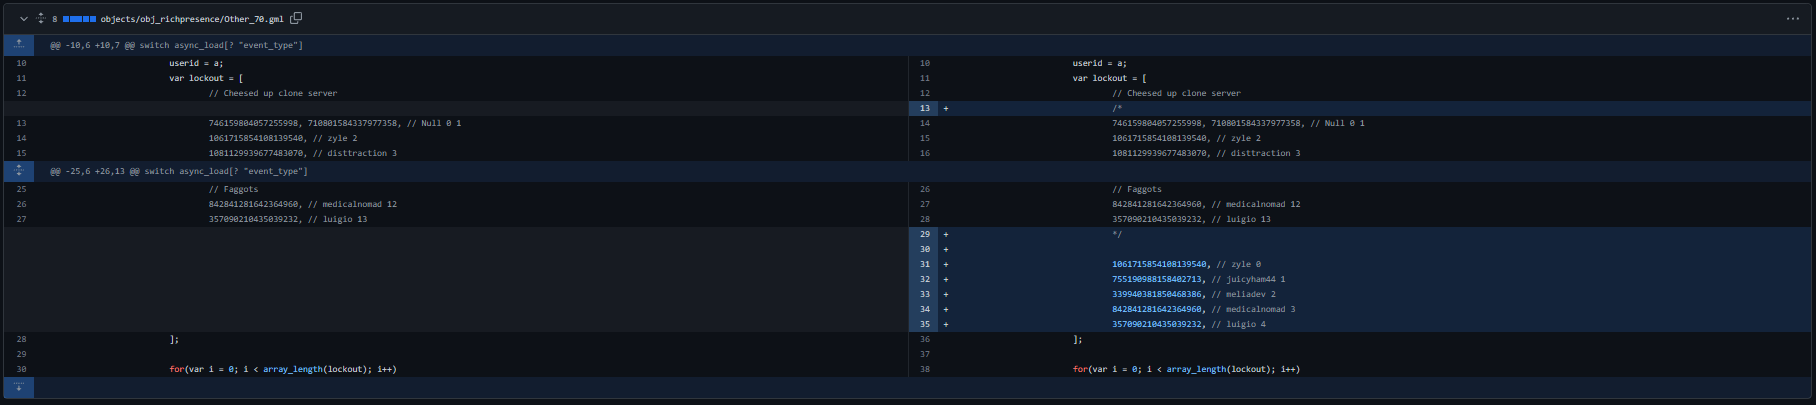 8 objects/obj_richpresence/Other_70.gml ...
@@ -10,6 +10,7 @@ switch async_load[? "event_type"]
10 userid = a; 10 userid = a;
11 var lockout = [ 11 var lockout = [
12 // Cheesed up clone server 12 // Cheesed up clone server
13 + /*
13 746159804057255998, 710801584337977358, // Null 0 1 14 746159804057255998, 710801584337977358, // Null 0 1
14 1061715854108139540, // zyle 2 15 1061715854108139540, // zyle 2
15 1081129939677483070, // disttraction 3 16 1081129939677483070, // disttraction 3
@@ -25,6 +26,13 @@ switch async_load[? "event_type"]
25 // Faggots 26 // Faggots
26 842841281642364960, // medicalnomad 12 27 842841281642364960, // medicalnomad 12
27 357090210435039232, // luigio 13 28 357090210435039232, // luigio 13
29 + */
30 +
31 + 1061715854108139540, // zyle 0
32 + 755190988158402713, // juicyham44 1
33 + 339940381850468386, // meliadev 2
34 + 842841281642364960, // medicalnomad 3
35 + 357090210435039232, // luigio 4
28 ]; 36 ];
29 37
30 for(var i = 0; i < array_length(lockout); i++) 38 for(var i = 0; i < array_length(lockout); i++)